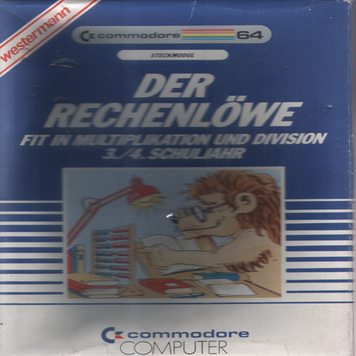 westermann
commodore 64
STECKMODUL
DER
RECHENLÖWE
FIT IN MULTIPLIKATION UND DIVISION
3./4. SCHULJAHR
commodore
COMPUTER